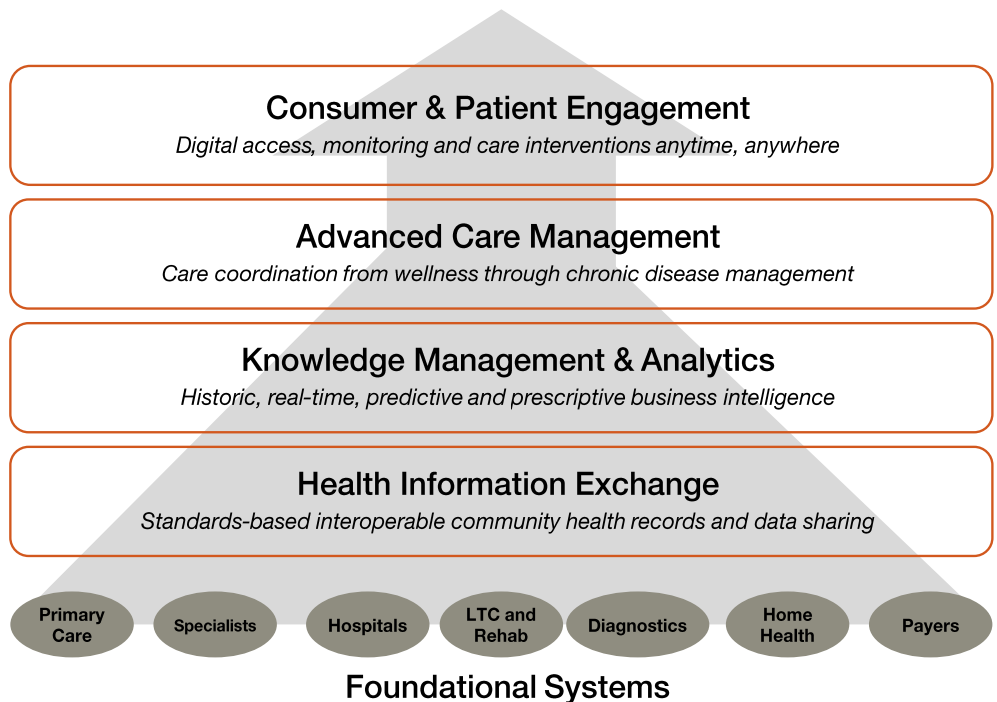 Consumer & Patient Engagement
Digital access, monitoring and care interventions anytime, anywhere
Advanced Care Management
Care coordination from wellness through chronic disease management
Knowledge Management & Analytics
Historic, real-time, predictive and prescriptive business intelligence
Health Information Exchange
Standards-based interoperable community health records and data sharing
Primary
Care
Specialists
Hospitals
LTC and
Rehab
Diagnostics
Home
Health
Payers
Foundational Systems